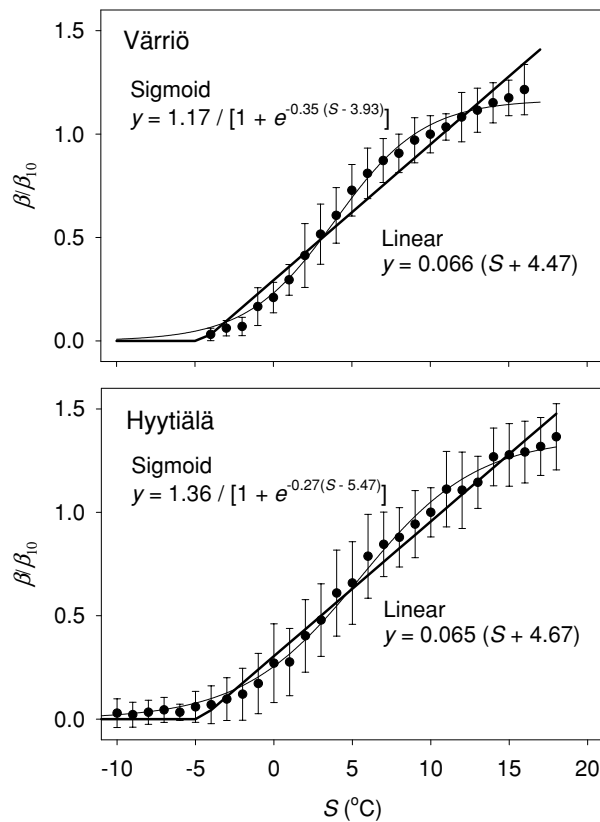 1.5
Värriö
Sigmoid
y = 1.17 / [1 + e^-0.35 (S - 3.93)]
1.0
β/β10
0.5
Linear
y = 0.066 (S + 4.47)
0.0
1.5
Hyytiälä
Sigmoid
y = 1.36 / [1 + e^-0.27(S - 5.47)]
1.0
β/β10
0.5
Linear
y = 0.065 (S + 4.67)
0.0
-10 -5 0 5 10 15 20
S (°C)